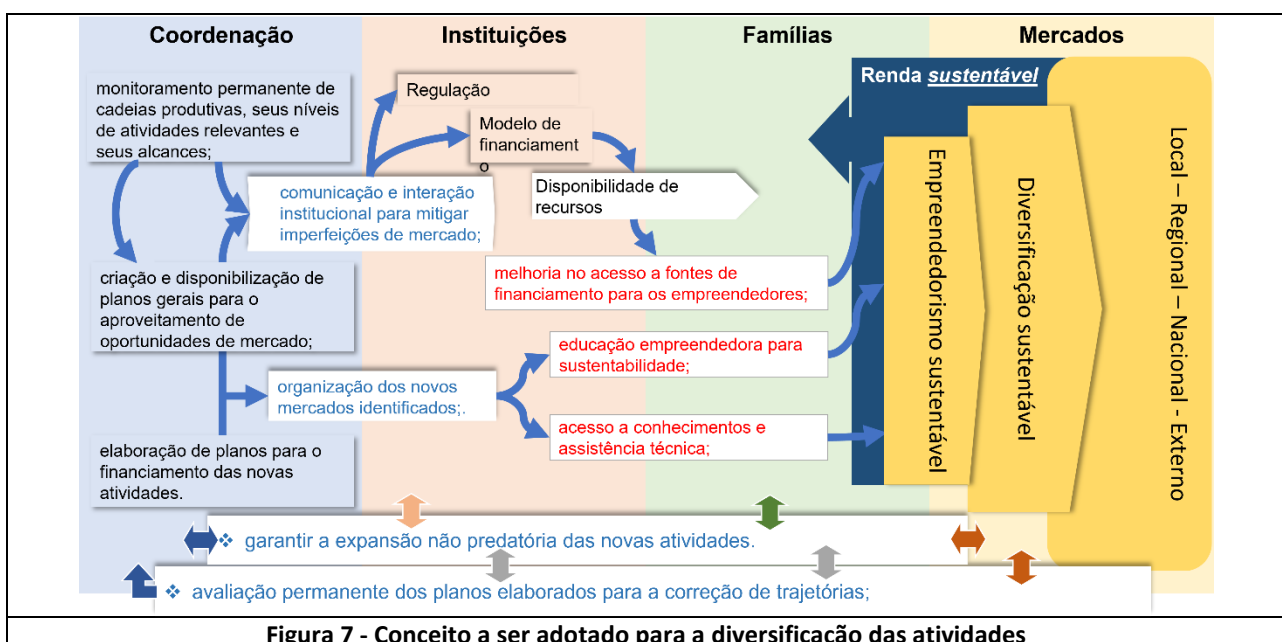 Coordenação
Instituições
Famílias
Mercados
monitoramento permanente de
cadeias produtivas, seus níveis
de atividades relevantes e
seus alcances;
Regulação
Modelo de
financiament
o
Renda sustentável
comunicação e interação
institucional para mitigar
imperfeições de mercado;
Disponibilidade de
recursos
criação e disponibilização de
planos gerais para o
aproveitamento de
oportunidades de mercado;
melhoria no acesso a fontes de
financiamento para os empreendedores;
educação empreendedora para
sustentabilidade;
organização dos novos
mercados identificados;.
acesso a conhecimentos e
assistência técnica;
elaboração de planos para o
financiamento das novas
atividades.
Empreendedorismo sustentável
Diversificação sustentável
Local – Regional – Nacional - Externo
❖ garantir a expansão não predatória das novas atividades.
❖ avaliação permanente dos planos elaborados para a correção de trajetórias;
Figura 7 - Conceito a ser adotado para a diversificação das atividades